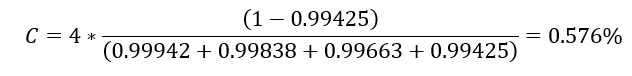 C = 4 * (1 − 0.99425) / (0.99942 + 0.99838 + 0.99663 + 0.99425) = 0.576%